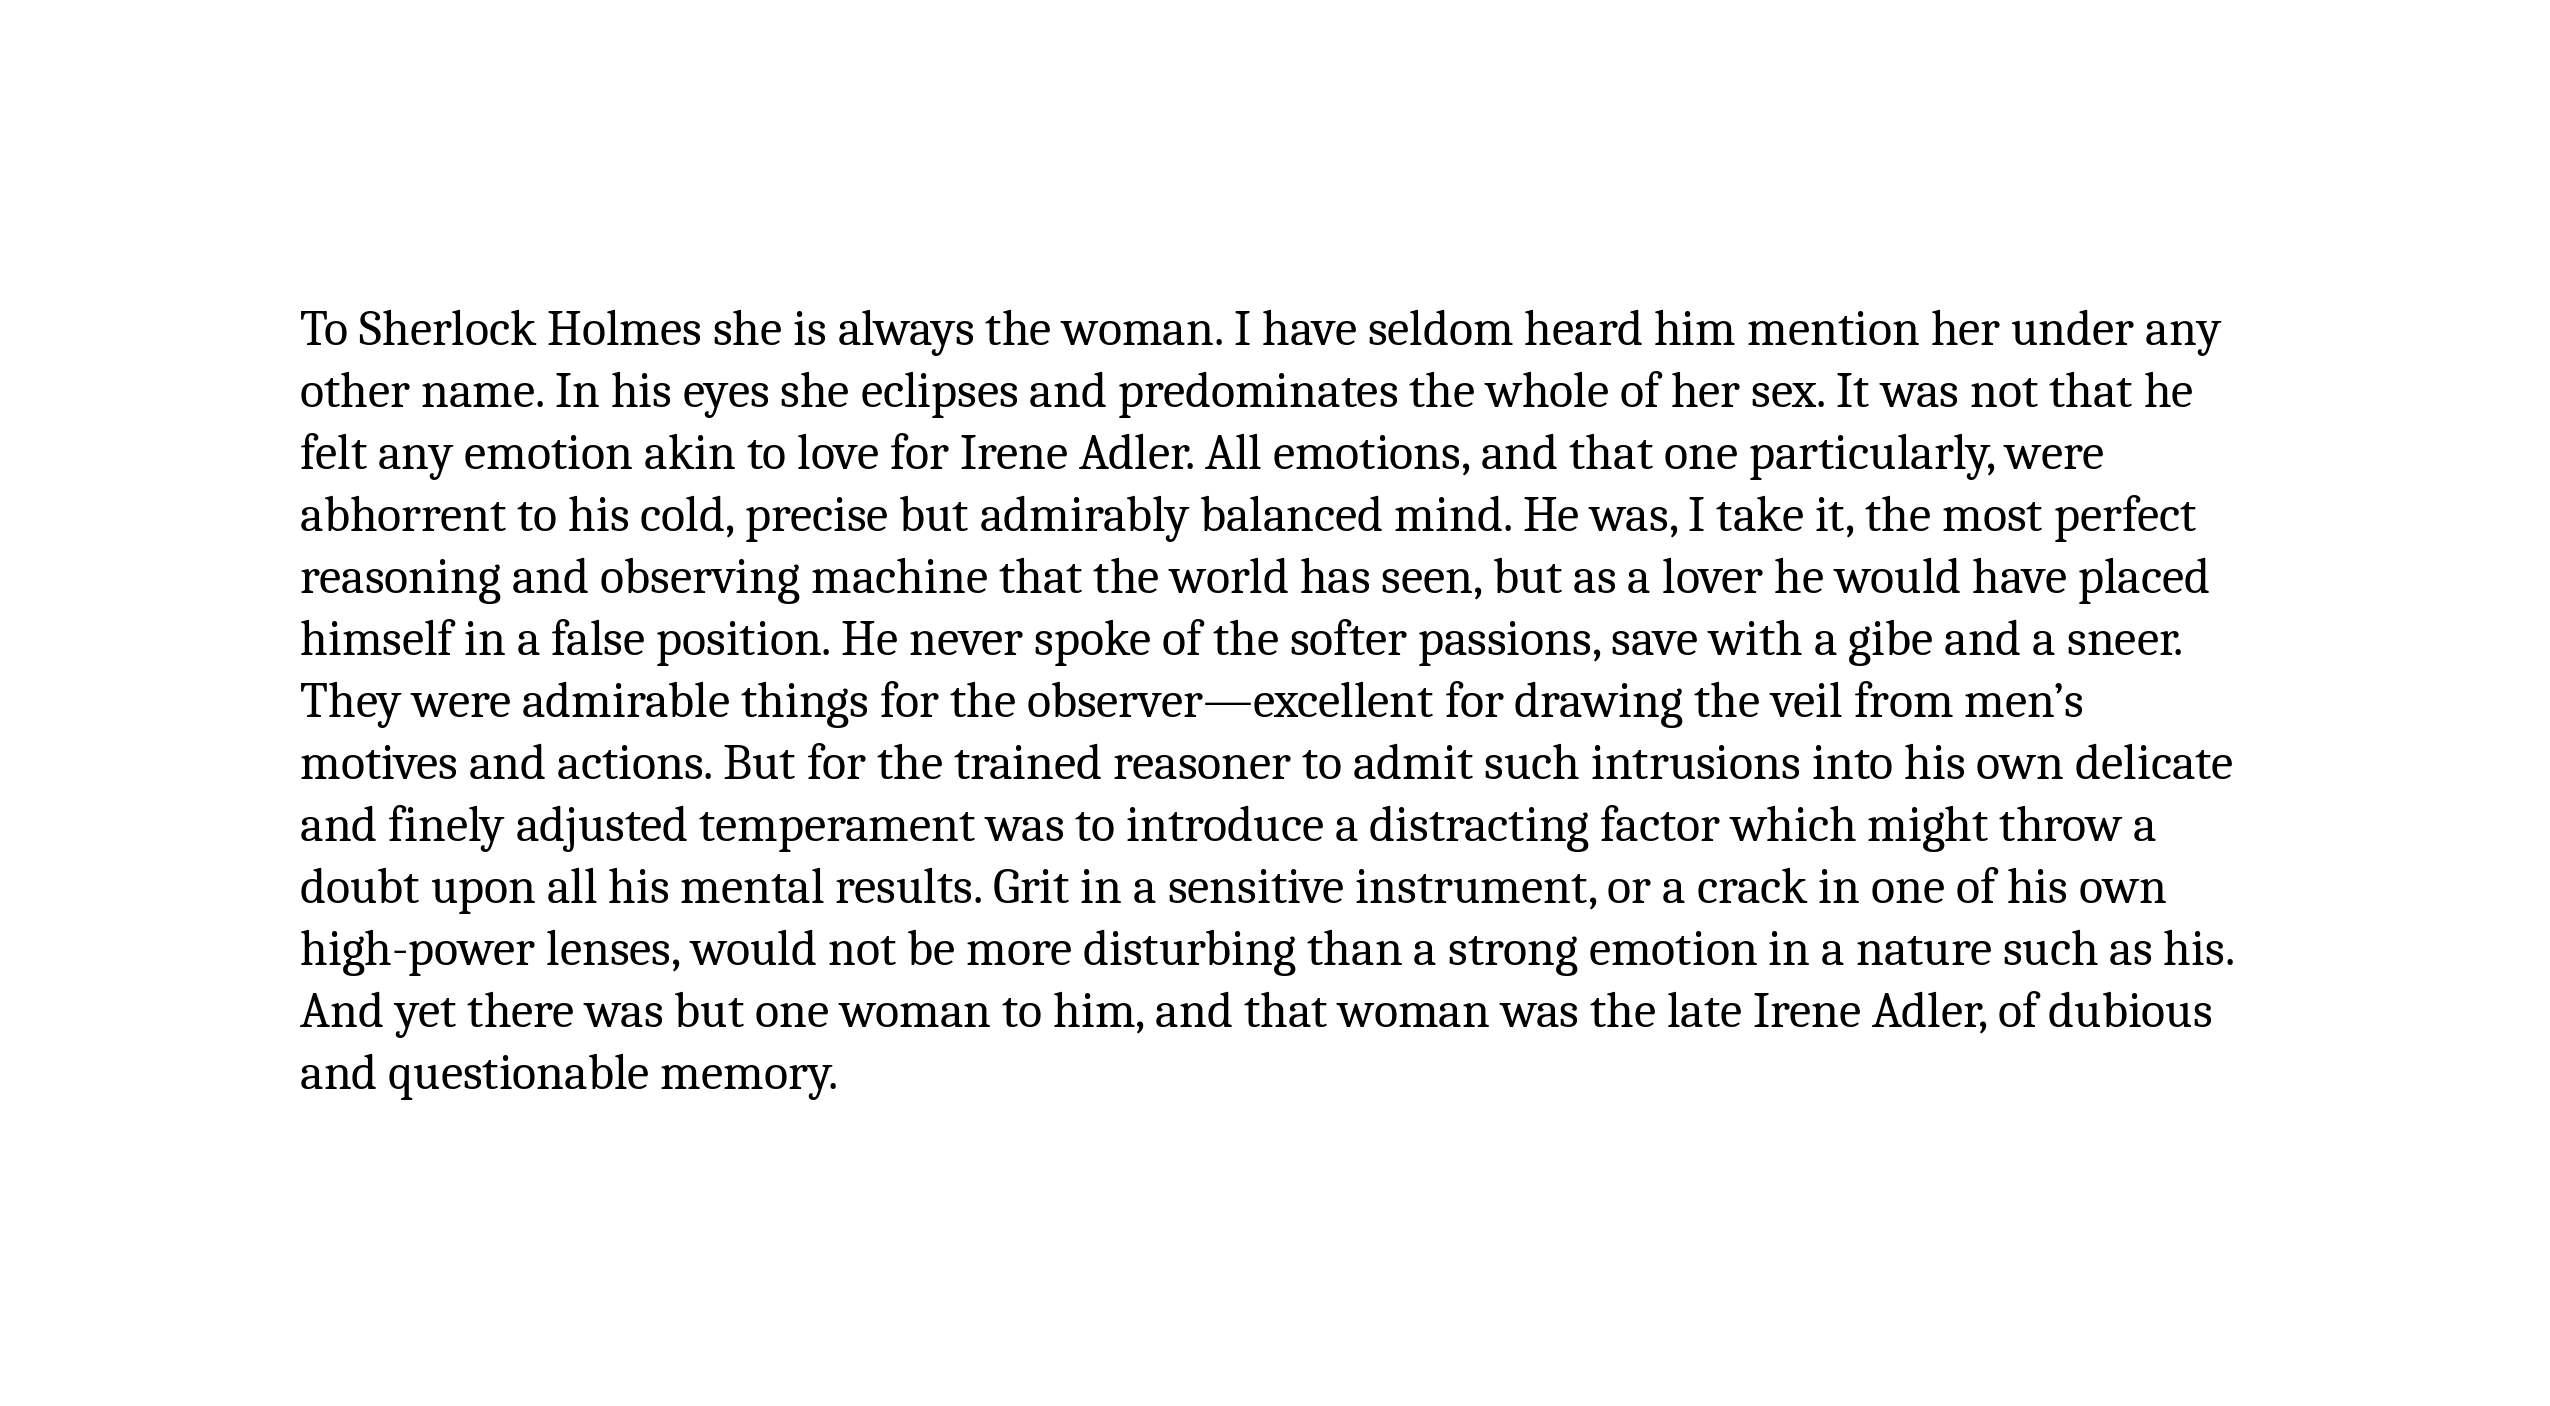 To Sherlock Holmes she is always the woman. I have seldom heard him mention her under any
other name. In his eyes she eclipses and predominates the whole of her sex. It was not that he
felt any emotion akin to love for Irene Adler. All emotions, and that one particularly, were
abhorrent to his cold, precise but admirably balanced mind. He was, I take it, the most perfect
reasoning and observing machine that the world has seen, but as a lover he would have placed
himself in a false position. He never spoke of the softer passions, save with a gibe and a sneer.
They were admirable things for the observer—excellent for drawing the veil from men’s
motives and actions. But for the trained reasoner to admit such intrusions into his own delicate
and finely adjusted temperament was to introduce a distracting factor which might throw a
doubt upon all his mental results. Grit in a sensitive instrument, or a crack in one of his own
high-power lenses, would not be more disturbing than a strong emotion in a nature such as his.
And yet there was but one woman to him, and that woman was the late Irene Adler, of dubious
and questionable memory.